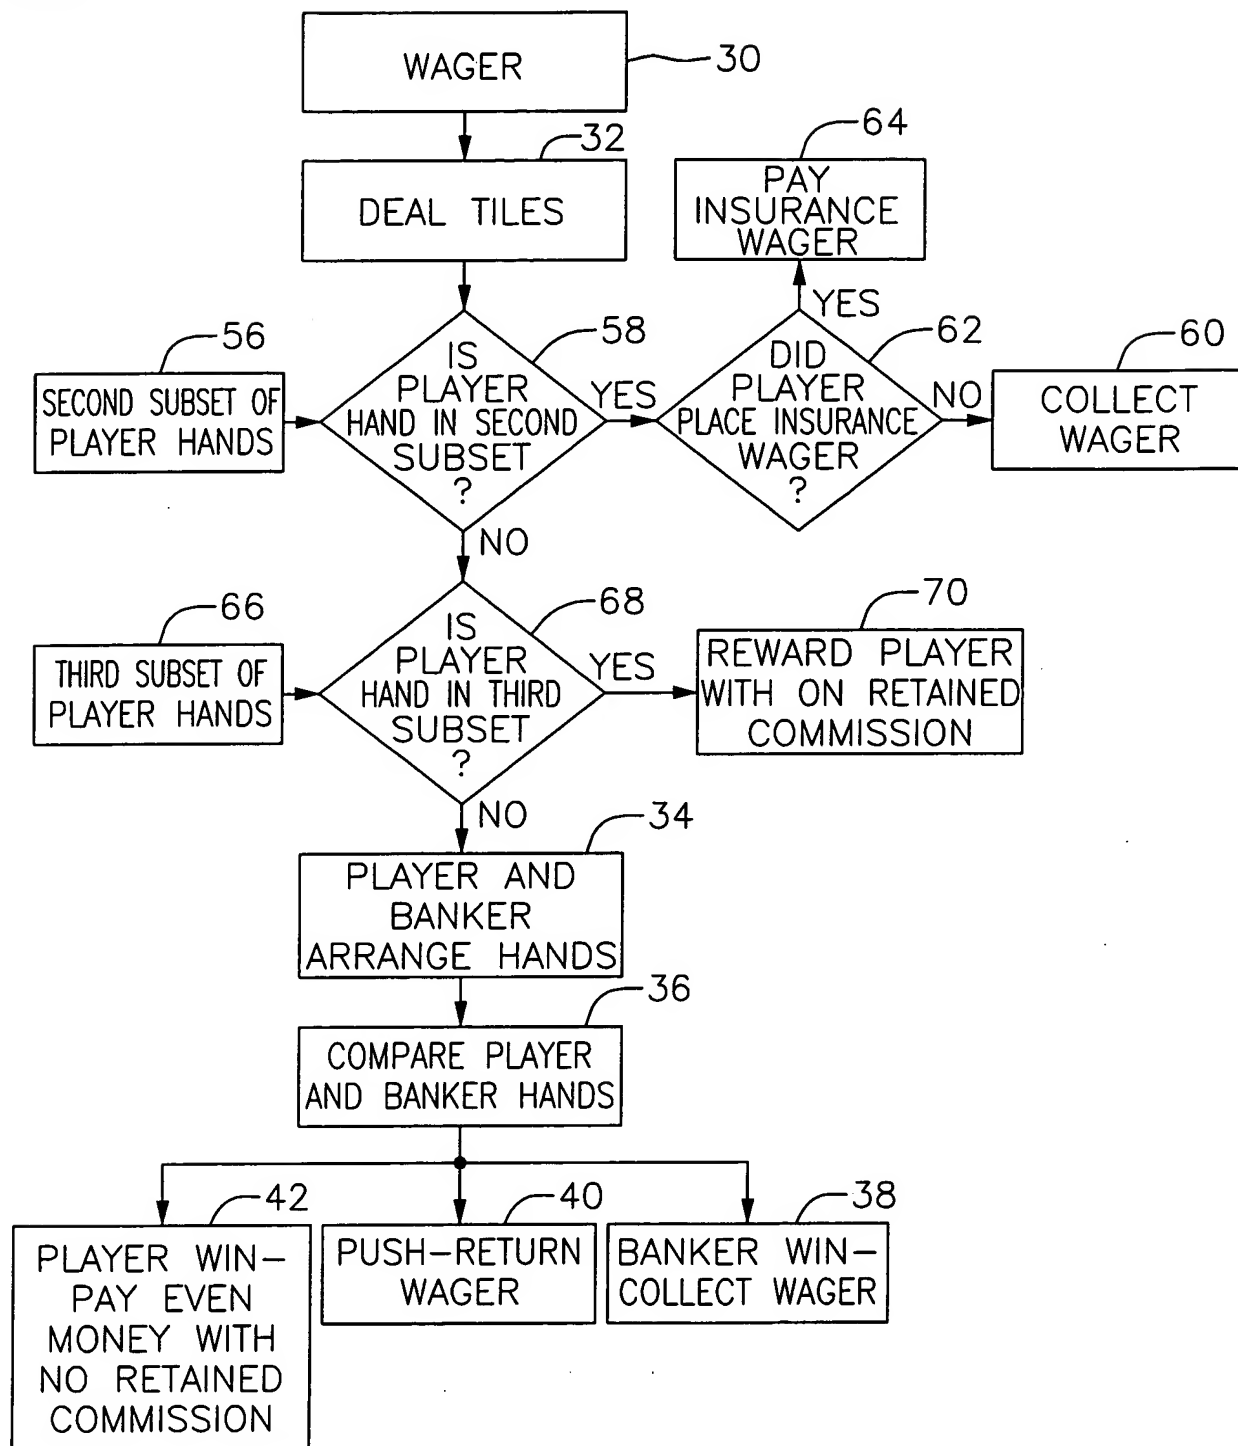 WAGER
30
32
DEAL TILES
64
PAY
INSURANCE
WAGER
YES
56
SECOND SUBSET OF
PLAYER HANDS
58
IS
PLAYER
HAND IN SECOND
SUBSET
?
YES
62
DID
PLAYER
PLACE INSURANCE
WAGER
?
NO
60
COLLECT
WAGER
NO
66
THIRD SUBSET OF
PLAYER HANDS
68
IS
PLAYER
HAND IN THIRD
SUBSET
?
YES
70
REWARD PLAYER
WITH ON RETAINED
COMMISSION
NO
34
PLAYER AND
BANKER
ARRANGE HANDS
36
COMPARE PLAYER
AND BANKER HANDS
42
PLAYER WIN—
PAY EVEN
MONEY WITH
NO RETAINED
COMMISSION
40
PUSH—RETURN
WAGER
38
BANKER WIN—
COLLECT WAGER